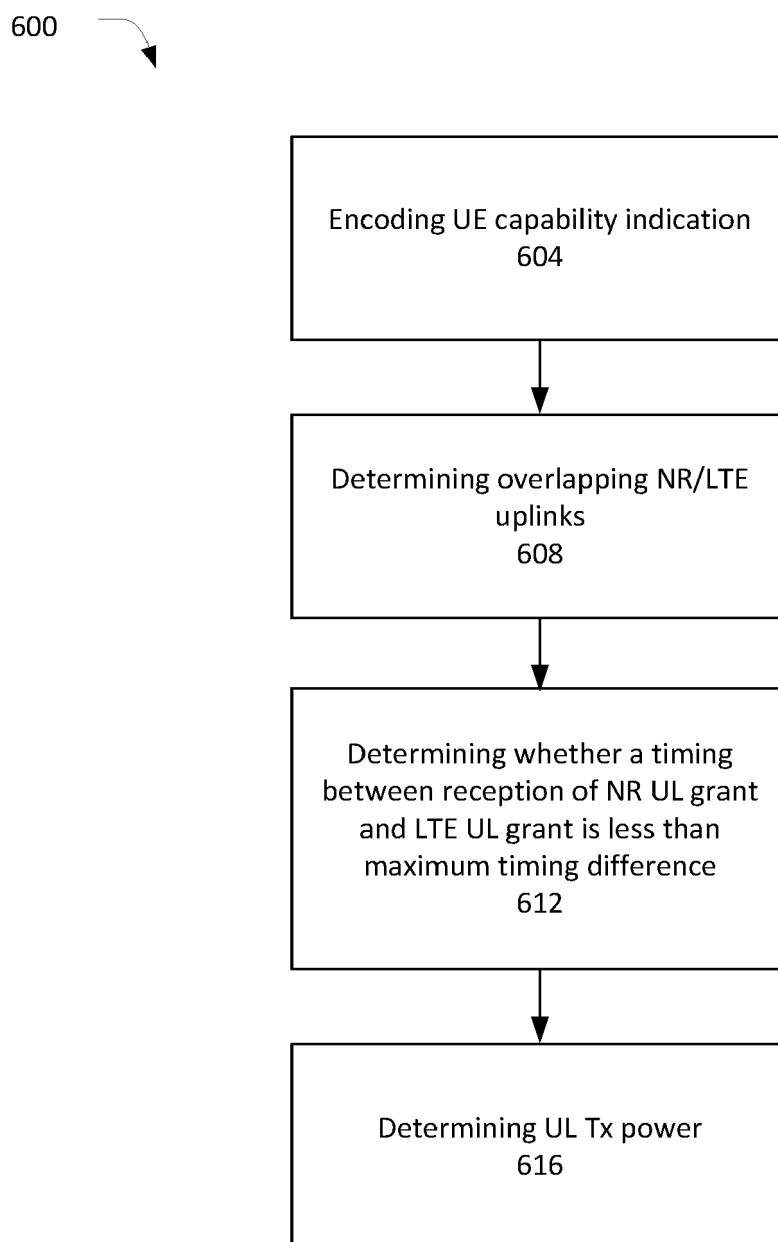 600
Encoding UE capability indication
604
Determining overlapping NR/LTE
uplinks
608
Determining whether a timing
between reception of NR UL grant
and LTE UL grant is less than
maximum timing difference
612
Determining UL Tx power
616